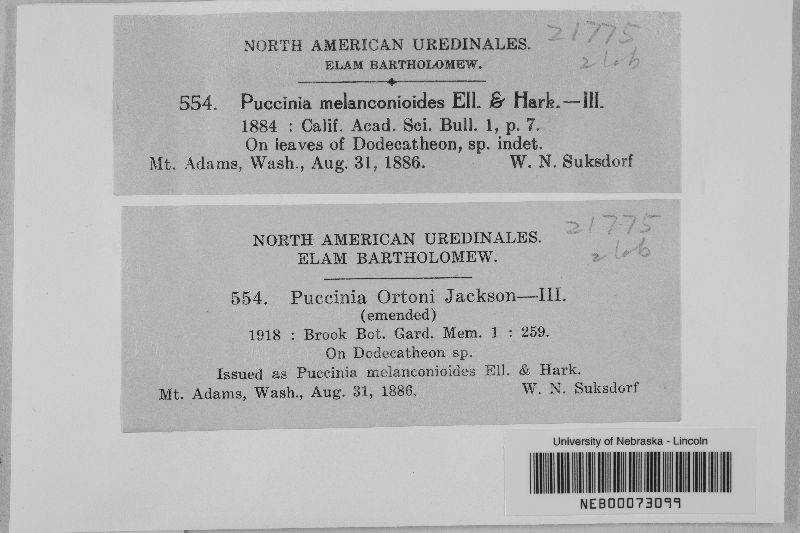 NORTH AMERICAN UREDINALES.
21775
ELAM BARTHOLOMEW.
554. Puccinia melanconioides Ell. & Hark.—III.
1884 : Calif. Acad. Sci. Bull. 1, p. 7.
On leaves of Dodecatheon, sp. indet.
Mt. Adams, Wash., Aug. 31, 1886. W. N. Suksdorf
21775
NORTH AMERICAN UREDINALES.
ELAM BARTHOLOMEW.
554. Puccinia Ortoni Jackson—III.
(emended)
1918 : Brook Bot. Gard. Mem. 1 : 259.
On Dodecatheon sp.
Issued as Puccinia melanconioides Ell. & Hark.
Mt. Adams, Wash., Aug. 31, 1886. W. N. Suksdorf
University of Nebraska - Lincoln
NEB00073099